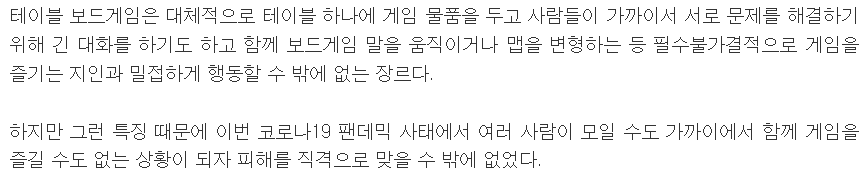 테이블 보드게임은 대체적으로 테이블 하나에 게임 물품을 두고 사람들이 가까이서 서로 문제를 해결하기
위해 긴 대화를 하기도 하고 함께 보드게임 말을 움직이거나 맵을 변형하는 등 필수불가결적으로 게임을
즐기는 지인과 밀접하게 행동할 수 밖에 없는 장르다.
하지만 그런 특징 때문에 이번 코로나19 팬데믹 사태에서 여러 사람이 모일 수도 가까이에서 함께 게임을
즐길 수도 없는 상황이 되자 피해를 직격으로 맞을 수 밖에 없었다.